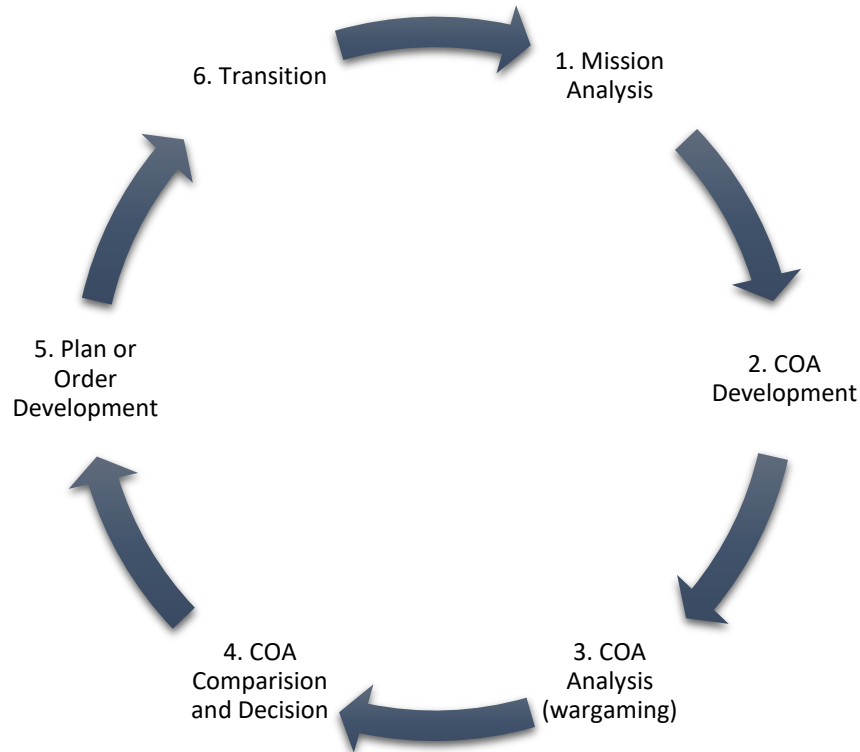 1. Mission
Analysis
2. COA
Development
3. COA
Analysis
(wargaming)
4. COA
Comparision
and Decision
5. Plan or
Order
Development
6. Transition